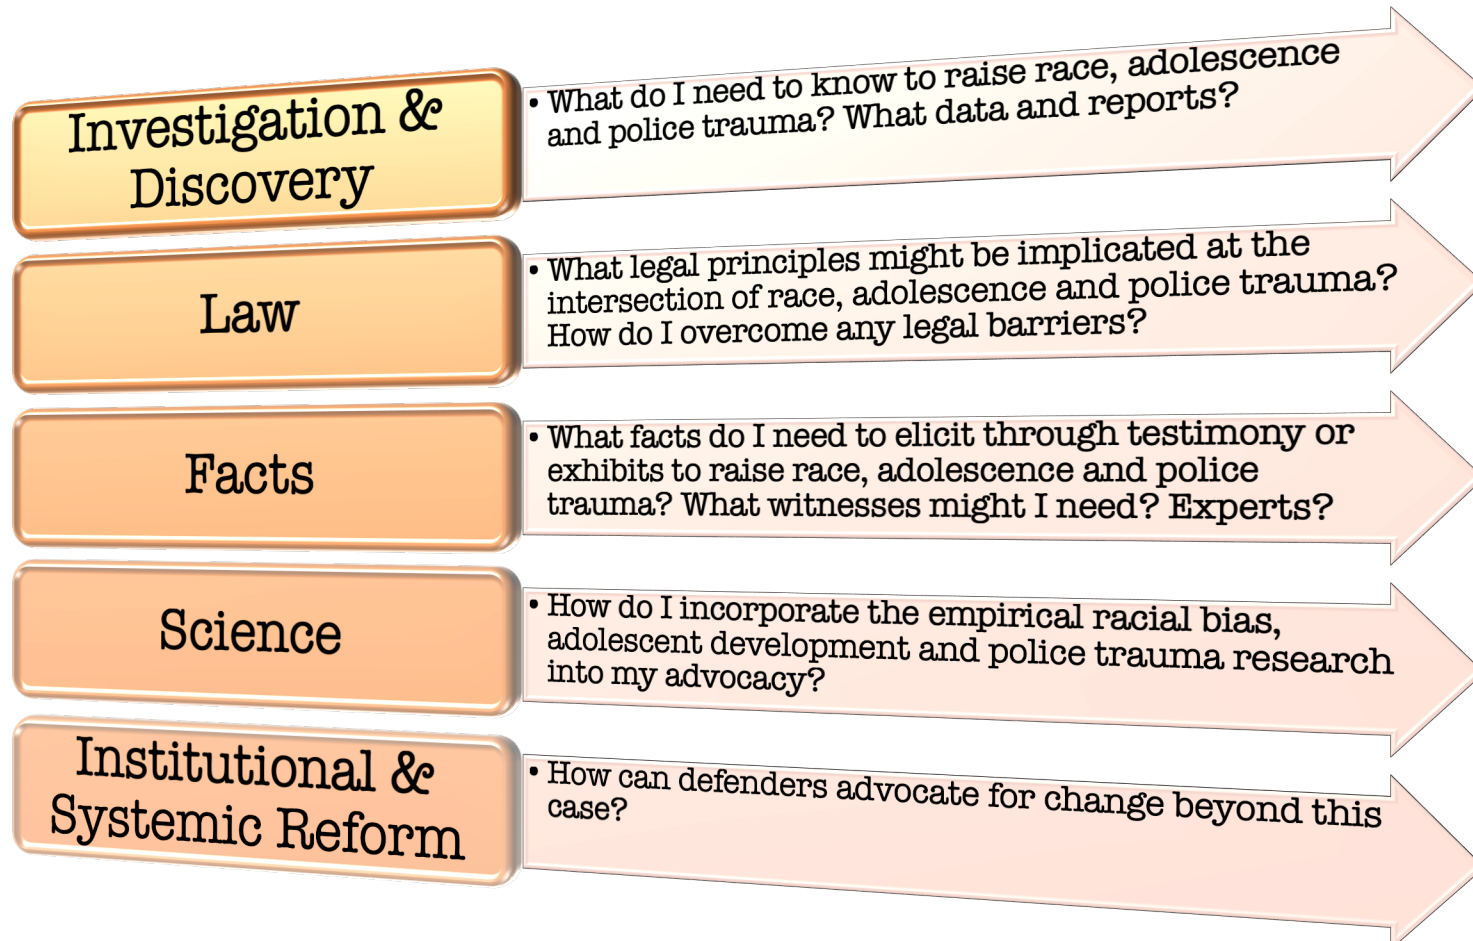 Investigation &
Discovery
• What do I need to know to raise race, adolescence
and police trauma? What data and reports?
Law
• What legal principles might be implicated at the
intersection of race, adolescence and police trauma?
How do I overcome any legal barriers?
Facts
• What facts do I need to elicit through testimony or
exhibits to raise race, adolescence and police
trauma? What witnesses might I need? Experts?
Science
• How do I incorporate the empirical racial bias,
adolescent development and police trauma research
into my advocacy?
Institutional &
Systemic Reform
• How can defenders advocate for change beyond this
case?